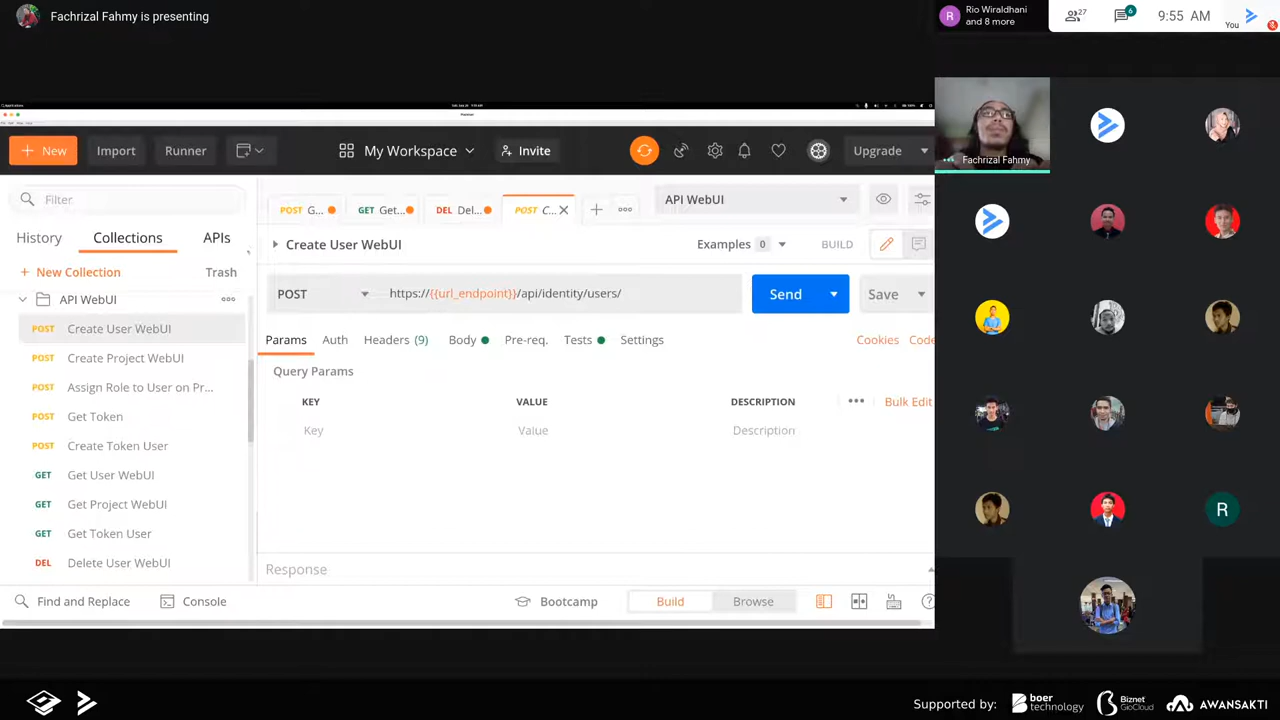 Fachrizal Fahmy is presenting
R
Rio Wiraldhani
and 8 more
27
6
9:55 AM
You
New
Import
Runner
My Workspace
Invite
Upgrade
Filter
POST G...
GET Get...
DEL Del...
POST C...
API WebUI
History
Collections
APIs
Create User WebUI
Examples 0
BUILD
+ New Collection
Trash
API WebUI
POST
https://{{url_endpoint}}/api/identity/users/
Send
Save
POST Create User WebUI
POST Create Project WebUI
POST Assign Role to User on Pr...
POST Get Token
POST Create Token User
GET Get User WebUI
GET Get Project WebUI
GET Get Token User
DEL Delete User WebUI
Params
Auth
Headers (9)
Body
Pre-req.
Tests
Settings
Cookies
Code
Query Params
KEY
VALUE
DESCRIPTION
Bulk Edit
Key
Value
Description
Response
Find and Replace
Console
Bootcamp
Build
Browse
Fachrizal Fahmy
R
Supported by:
boer
technology
Biznet
GioCloud
AWANSAKTI